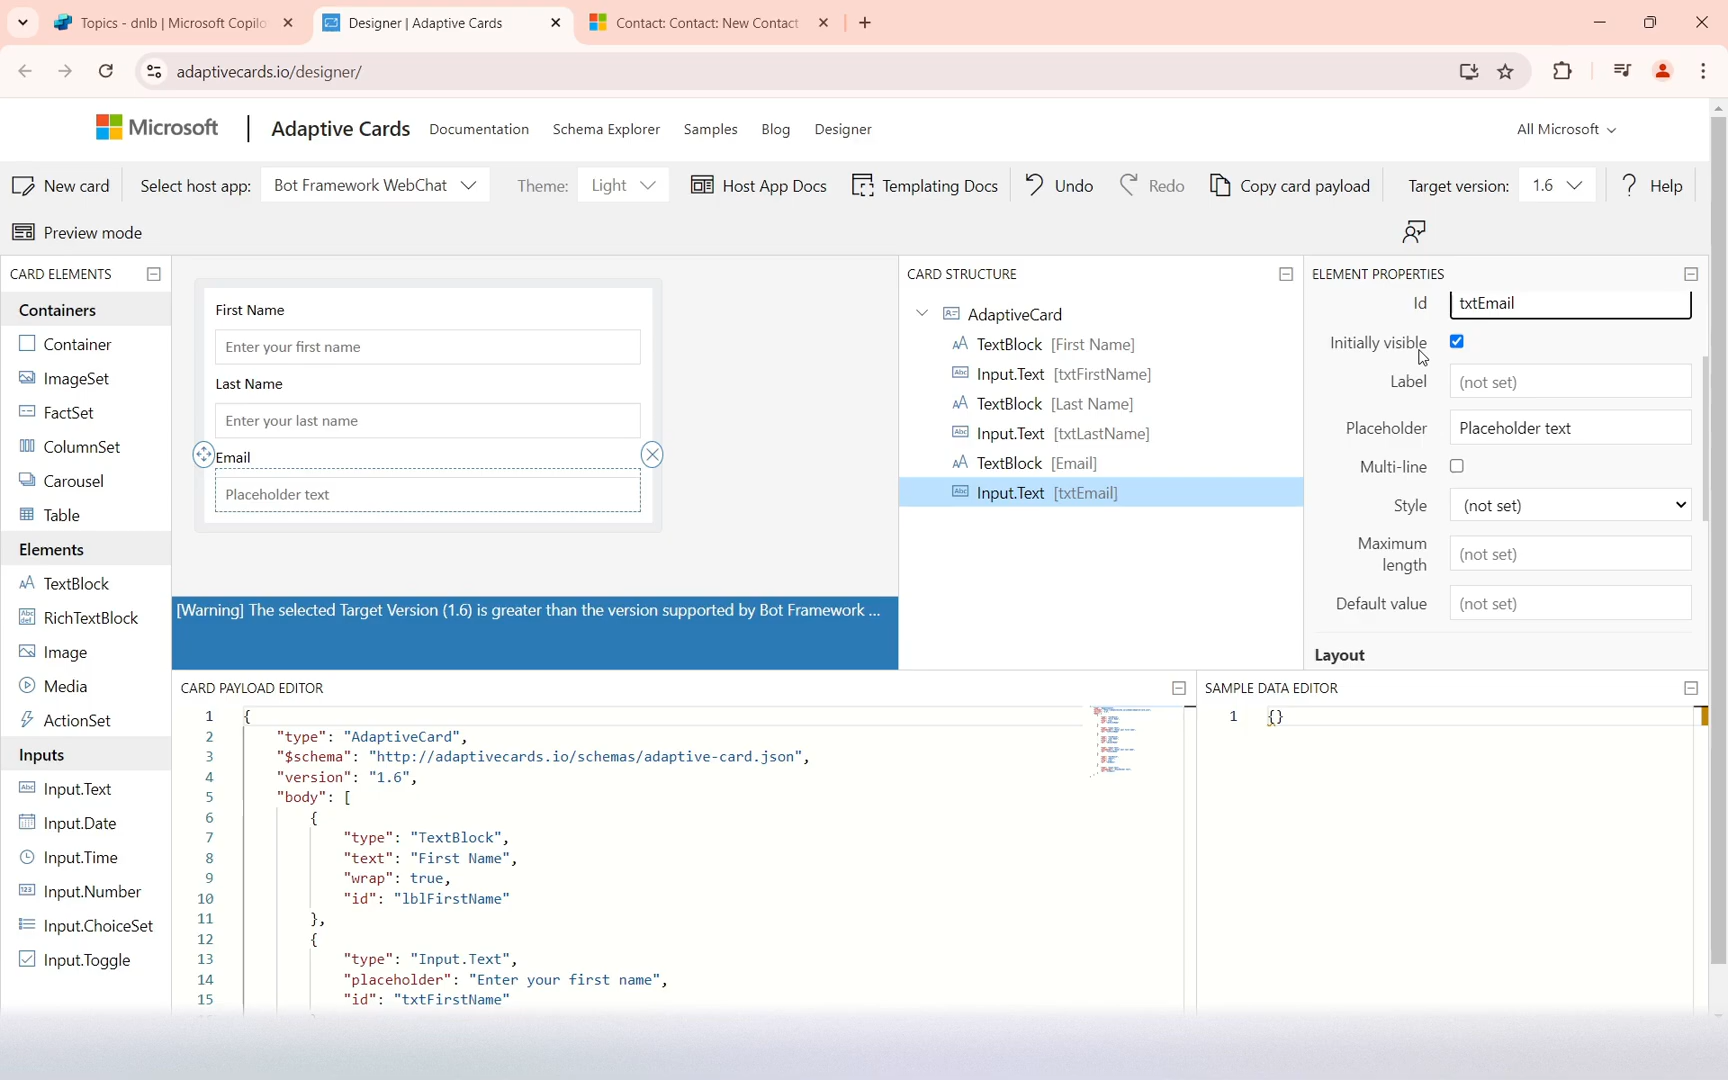 Topics - dnlb | Microsoft Copilo
Designer | Adaptive Cards
Contact: Contact: New Contact
adaptivecards.io/designer/
Microsoft
Adaptive Cards
Documentation
Schema Explorer
Samples
Blog
Designer
All Microsoft
New card
Select host app:
Bot Framework WebChat
Theme:
Light
Host App Docs
Templating Docs
Undo
Redo
Copy card payload
Target version:
1.6
? Help
Preview mode
CARD ELEMENTS
Containers
Container
ImageSet
FactSet
ColumnSet
Carousel
Table
Elements
TextBlock
RichTextBlock
Image
Media
ActionSet
Inputs
Input.Text
Input.Date
Input.Time
Input.Number
Input.ChoiceSet
Input.Toggle
First Name
Enter your first name
Last Name
Enter your last name
Email
Placeholder text
[Warning] The selected Target Version (1.6) is greater than the version supported by Bot Framework ...
CARD STRUCTURE
AdaptiveCard
TextBlock [First Name]
Input.Text [txtFirstName]
TextBlock [Last Name]
Input.Text [txtLastName]
TextBlock [Email]
Input.Text [txtEmail]
ELEMENT PROPERTIES
Id txtEmail
Initially visible
Label (not set)
Placeholder Placeholder text
Multi-line
Style (not set)
Maximum
length (not set)
Default value (not set)
Layout
CARD PAYLOAD EDITOR
1 {
2 "type": "AdaptiveCard",
3 "$schema": "http://adaptivecards.io/schemas/adaptive-card.json",
4 "version": "1.6",
5 "body": [
6 {
7 "type": "TextBlock",
8 "text": "First Name",
9 "wrap": true,
10 "id": "lblFirstName"
11 },
12 {
13 "type": "Input.Text",
14 "placeholder": "Enter your first name",
15 "id": "txtFirstName"
SAMPLE DATA EDITOR
1 {}